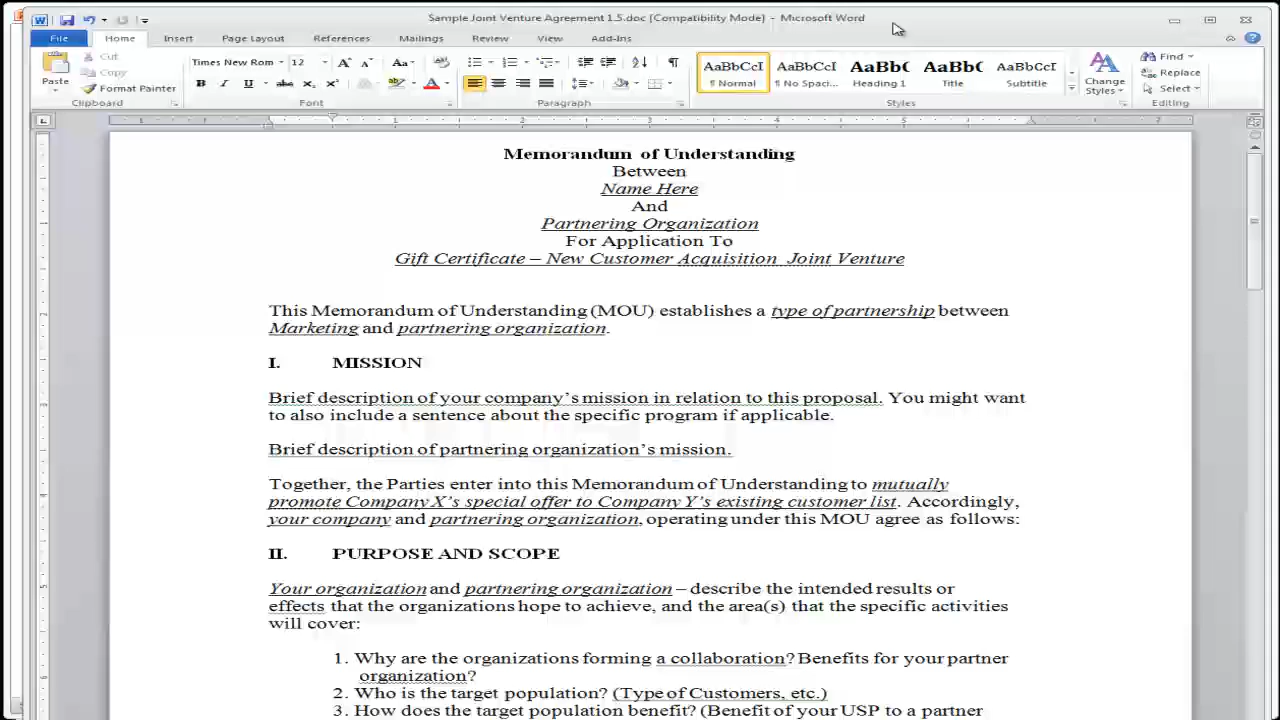 Sample Joint Venture Agreement 1.5.doc [Compatibility Mode] - Microsoft Word
File Home Insert Page Layout References Mailings Review View Add-Ins
Paste
Cut
Copy
Format Painter
Clipboard
Times New Rom 12
B I U abc x₂ x²
Font
Paragraph
AaBbCcI AaBbCcI AaBbC AaBbC AaBbCcI
¶ Normal ¶ No Spaci... Heading 1 Title Subtitle
Styles
Change Styles
Find
Replace
Select
Editing
Memorandum of Understanding
Between
Name Here
And
Partnering Organization
For Application To
Gift Certificate – New Customer Acquisition Joint Venture
This Memorandum of Understanding (MOU) establishes a type of partnership between
Marketing and partnering organization.
I. MISSION
Brief description of your company's mission in relation to this proposal. You might want
to also include a sentence about the specific program if applicable.
Brief description of partnering organization's mission.
Together, the Parties enter into this Memorandum of Understanding to mutually
promote Company X's special offer to Company Y's existing customer list. Accordingly,
your company and partnering organization, operating under this MOU agree as follows:
II. PURPOSE AND SCOPE
Your organization and partnering organization – describe the intended results or
effects that the organizations hope to achieve, and the area(s) that the specific activities
will cover:
1. Why are the organizations forming a collaboration? Benefits for your partner
organization?
2. Who is the target population? (Type of Customers, etc.)
3. How does the target population benefit? (Benefit of your USP to a partner